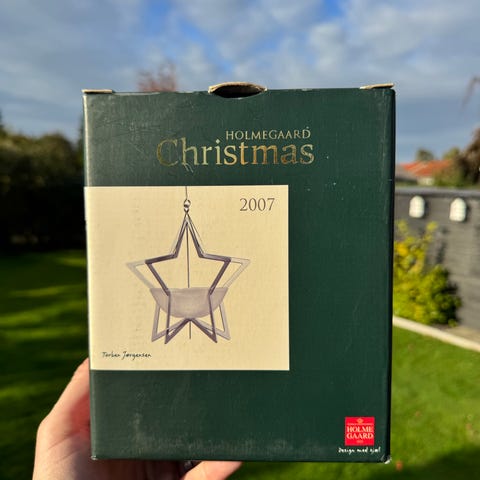 HOLMEGAARD
Christmas
2007
Torben Jørgensen
HOLME
GAARD
Design med sjæl